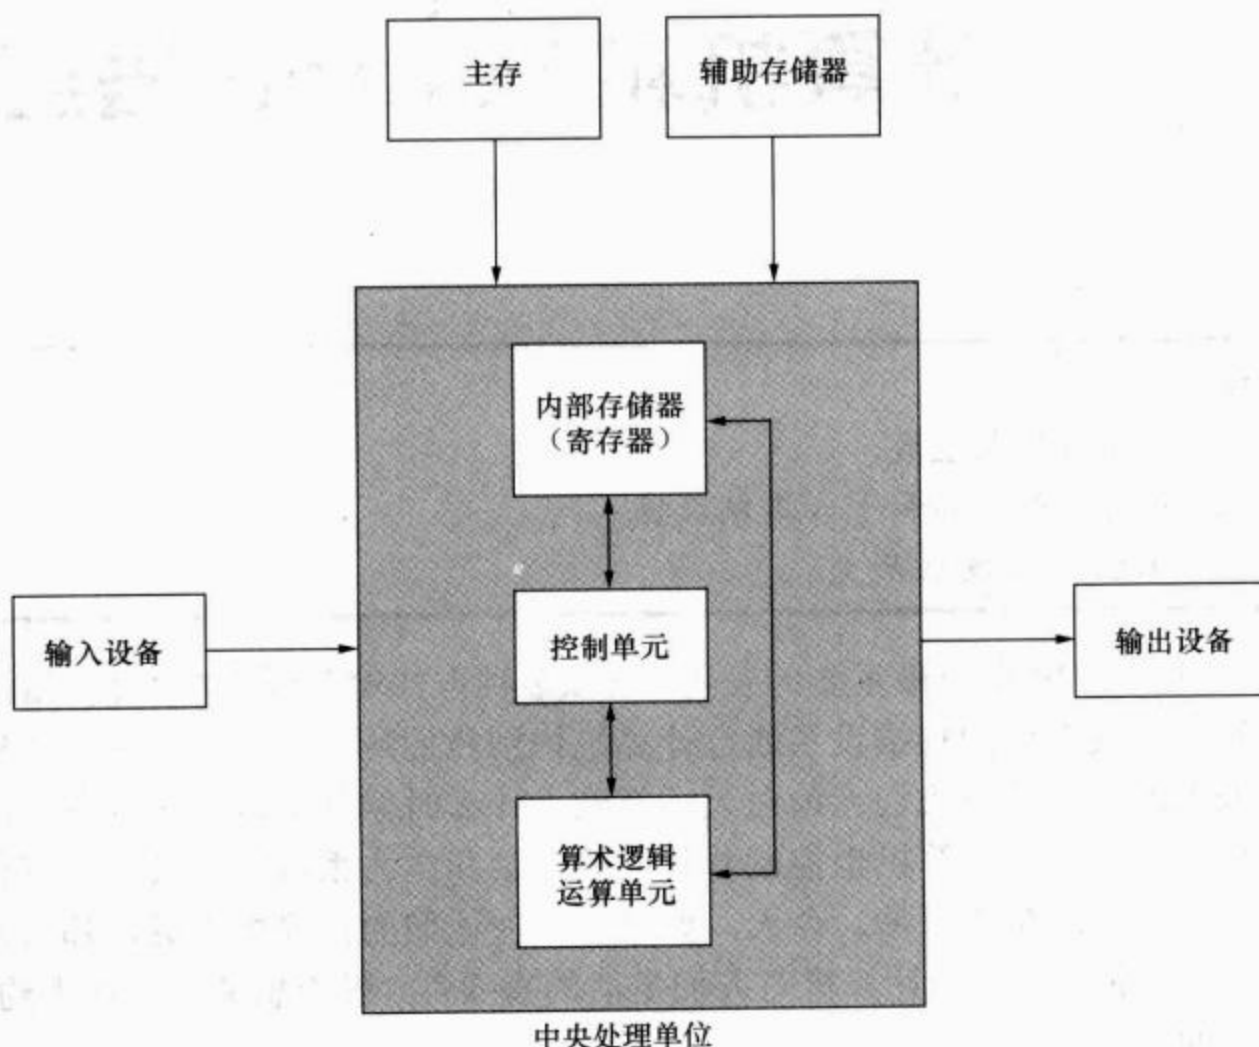 主存
辅助存储器
内部存储器
（寄存器）
输入设备
控制单元
输出设备
算术逻辑
运算单元
中央处理单位